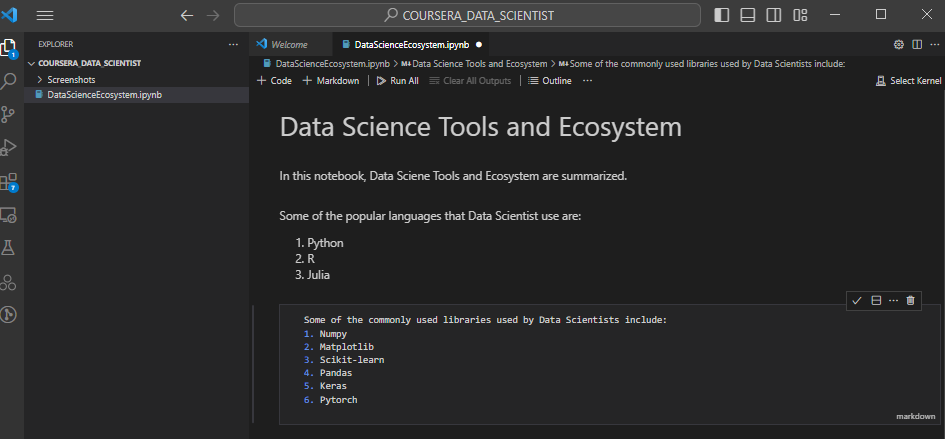 COURSERA_DATA_SCIENTIST
EXPLORER
COURSERA_DATA_SCIENTIST
Screenshots
DataScienceEcosystem.ipynb
1
7
Welcome
DataScienceEcosystem.ipynb
DataScienceEcosystem.ipynb > M↓Data Science Tools and Ecosystem > M↓Some of the commonly used libraries used by Data Scientists include:
+ Code + Markdown Run All Clear All Outputs Outline ... Select Kernel
Data Science Tools and Ecosystem
In this notebook, Data Sciene Tools and Ecosystem are summarized.
Some of the popular languages that Data Scientist use are:
1. Python
2. R
3. Julia
Some of the commonly used libraries used by Data Scientists include:
1. Numpy
2. Matplotlib
3. Scikit-learn
4. Pandas
5. Keras
6. Pytorch
markdown